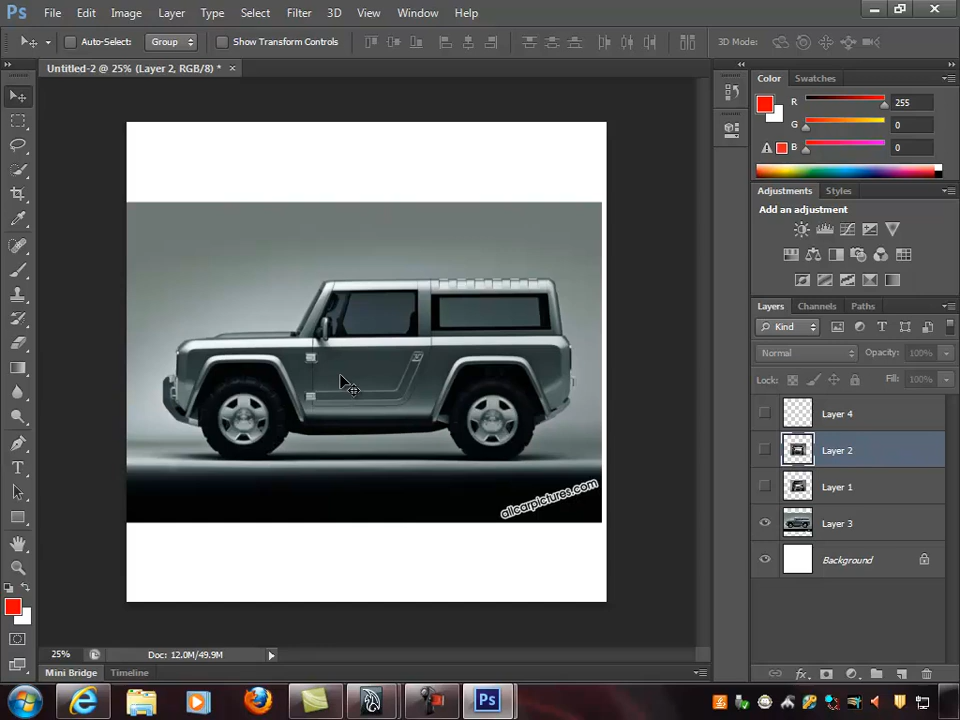 Ps File Edit Image Layer Type Select Filter 3D View Window Help
Auto-Select: Group Show Transform Controls 3D Mode:
Untitled-2 @ 25% (Layer 2, RGB/8) * ×
Color Swatches
R 255
G 0
B 0
Adjustments Styles
Add an adjustment
Layers Channels Paths
Kind
Normal Opacity: 100%
Lock: Fill: 100%
Layer 4
Layer 2
Layer 1
Layer 3
Background
allcarpictures.com
25% Doc: 12.0M/49.9M
Mini Bridge Timeline
Ps